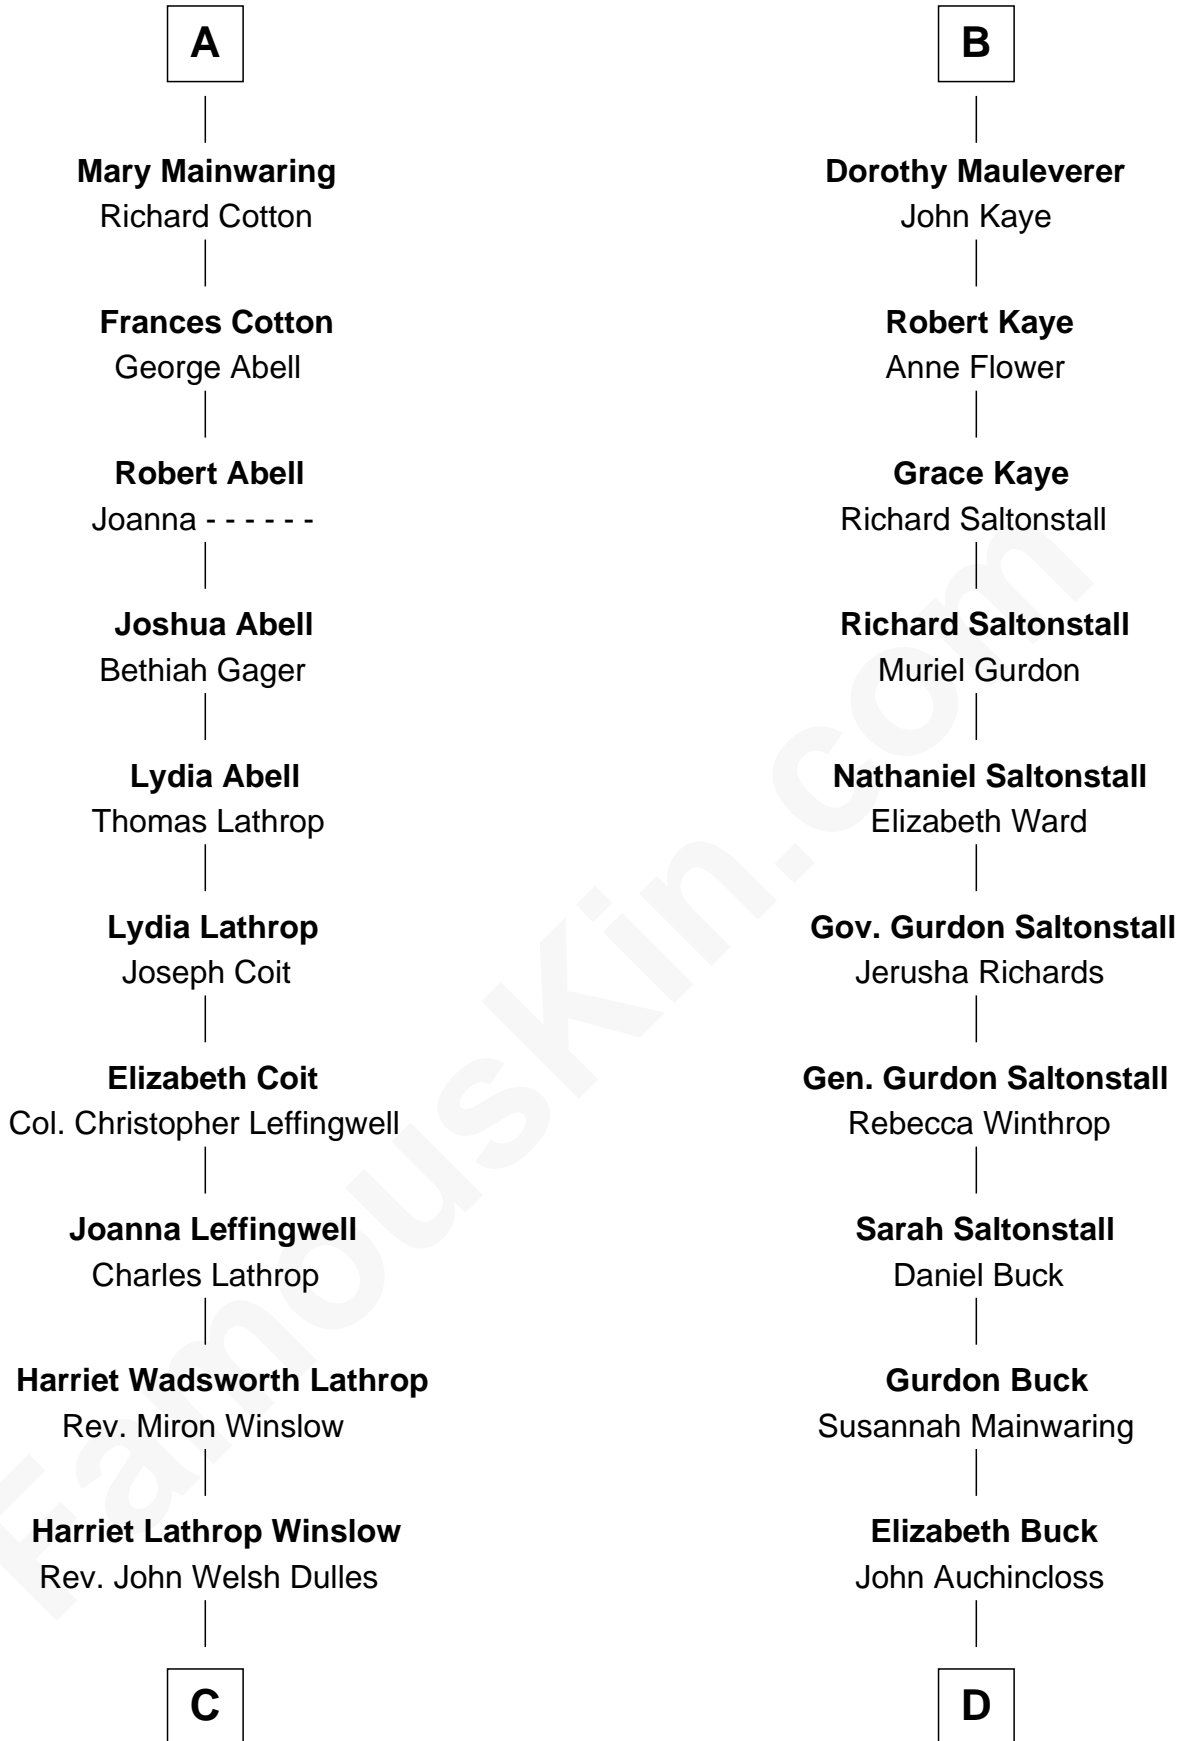 A
Mary Mainwaring
Richard Cotton
Frances Cotton
George Abell
Robert Abell
Joanna - - - - - -
Joshua Abell
Bethiah Gager
Lydia Abell
Thomas Lathrop
Lydia Lathrop
Joseph Coit
Elizabeth Coit
Col. Christopher Leffingwell
Joanna Leffingwell
Charles Lathrop
Harriet Wadsworth Lathrop
Rev. Miron Winslow
Harriet Lathrop Winslow
Rev. John Welsh Dulles
C
B
Dorothy Mauleverer
John Kaye
Robert Kaye
Anne Flower
Grace Kaye
Richard Saltonstall
Richard Saltonstall
Muriel Gurdon
Nathaniel Saltonstall
Elizabeth Ward
Gov. Gurdon Saltonstall
Jerusha Richards
Gen. Gurdon Saltonstall
Rebecca Winthrop
Sarah Saltonstall
Daniel Buck
Gurdon Buck
Susannah Mainwaring
Elizabeth Buck
John Auchincloss
D
FamousKin.com